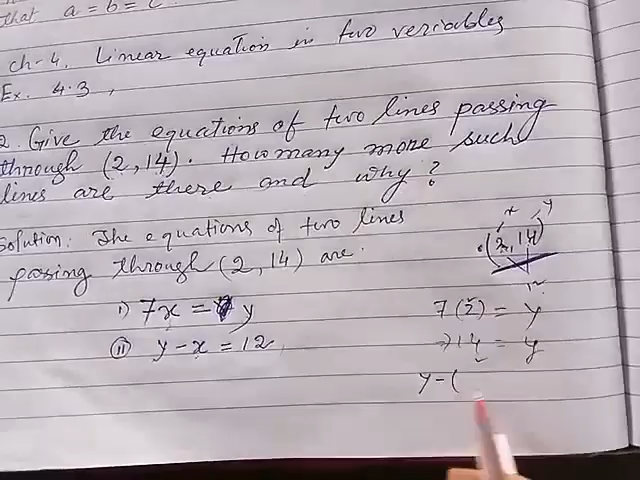 that a = b = c
ch-4. Linear equation in two veriables
Ex. 4.3,
2. Give the equations of two lines passing
through (2,14). How many more such
lines are there and why?
Solution: The equations of two lines
passing through (2,14) are.
x y
(2,14)
12
i) 7x = y
7(2) = y
(ii) y-x = 12
⇒ 14 = y
y-(